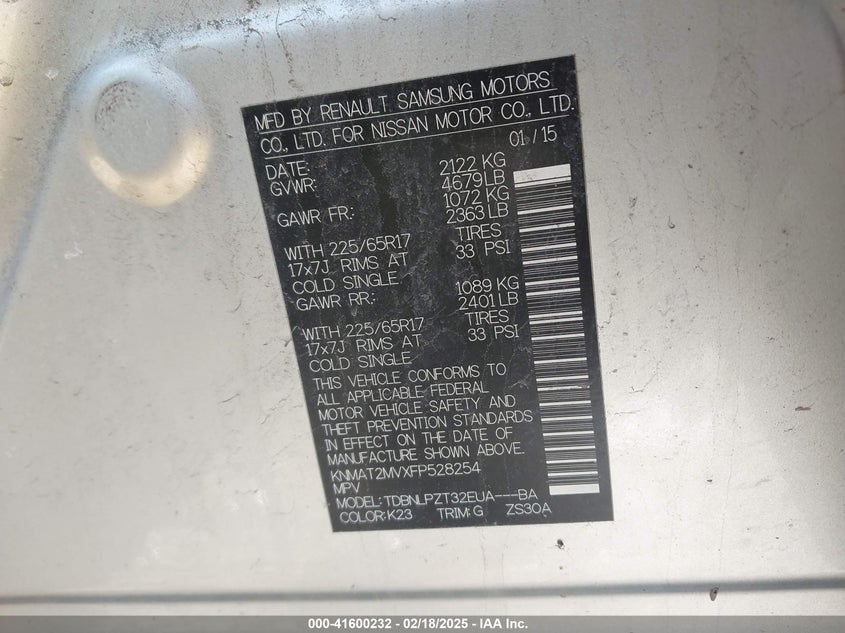 MFD BY RENAULT SAMSUNG MOTORS
CO., LTD. FOR NISSAN MOTOR CO., LTD.
DATE: 01 / 15
GVWR: 2122 KG
4679LB
GAWR FR: 1072 KG
2363 LB
WITH 225/65R17 TIRES
17x7J RIMS AT 33 PSI
COLD SINGLE
GAWR RR: 1089 KG
2401 LB
WITH 225/65R17 TIRES
17x7J RIMS AT 33 PSI
COLD SINGLE
THIS VEHICLE CONFORMS TO
ALL APPLICABLE FEDERAL
MOTOR VEHICLE SAFETY AND
THEFT PREVENTION STANDARDS
IN EFFECT ON THE DATE OF
MANUFACTURE SHOWN ABOVE.
KNMAT2MVXFP528254
MPV
MODEL: TDBNLPZT32EUA---BA
COLOR:K23 TRIM:G ZS30A
000-41600232 - 02/18/2025 - IAA Inc.